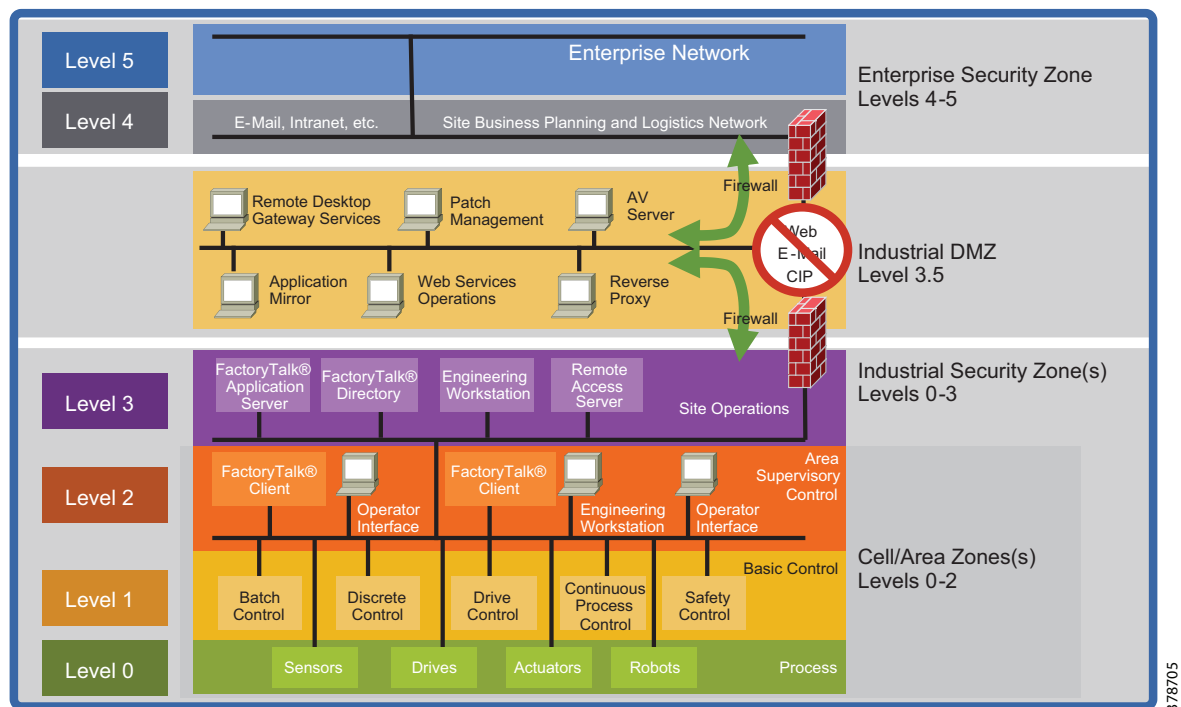 Level 5
Enterprise Network
Enterprise Security Zone
Levels 4-5
Level 4
E-Mail, Intranet, etc.
Site Business Planning and Logistics Network
Firewall
Remote Desktop
Gateway Services
Patch
Management
AV
Server
Web
E-Mail
CIP
Industrial DMZ
Level 3.5
Application
Mirror
Web Services
Operations
Reverse
Proxy
Firewall
Level 3
FactoryTalk®
Application
Server
FactoryTalk®
Directory
Engineering
Workstation
Remote
Access
Server
Site Operations
Industrial Security Zone(s)
Levels 0-3
Level 2
FactoryTalk®
Client
Operator
Interface
FactoryTalk®
Client
Engineering
Workstation
Operator
Interface
Area
Supervisory
Control
Cell/Area Zones(s)
Levels 0-2
Level 1
Batch
Control
Discrete
Control
Drive
Control
Continuous
Process
Control
Safety
Control
Basic Control
Level 0
Sensors
Drives
Actuators
Robots
Process
378705